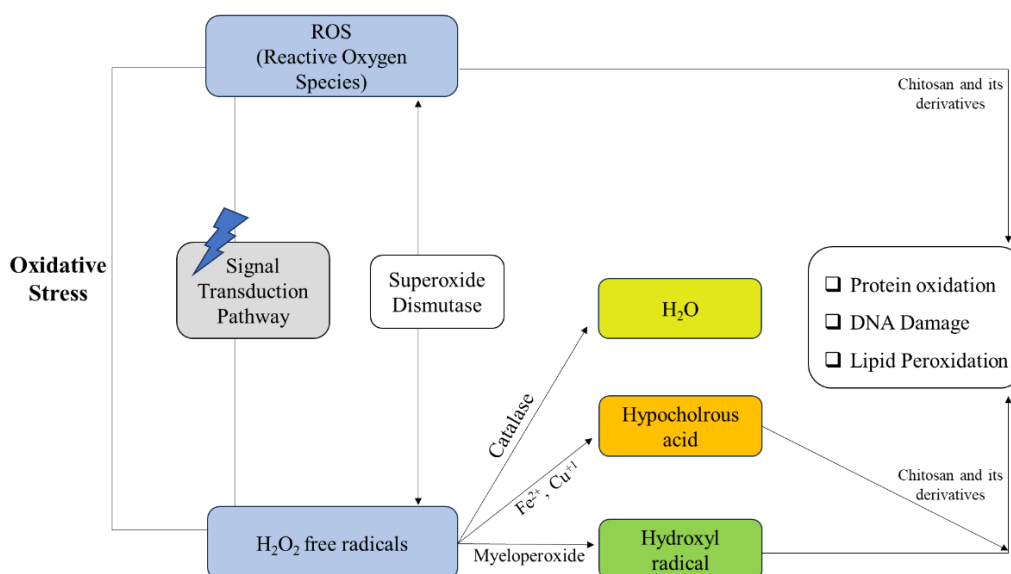 ROS
(Reactive Oxygen
Species)
Chitosan and its
derivatives
Oxidative
Stress
Signal
Transduction
Pathway
Superoxide
Dismutase
H₂O
❑ Protein oxidation
❑ DNA Damage
❑ Lipid Peroxidation
Catalase
Hypocholrous
acid
Fe²⁺, Cu⁺¹
Chitosan and its
derivatives
H₂O₂ free radicals
Myeloperoxide
Hydroxyl
radical